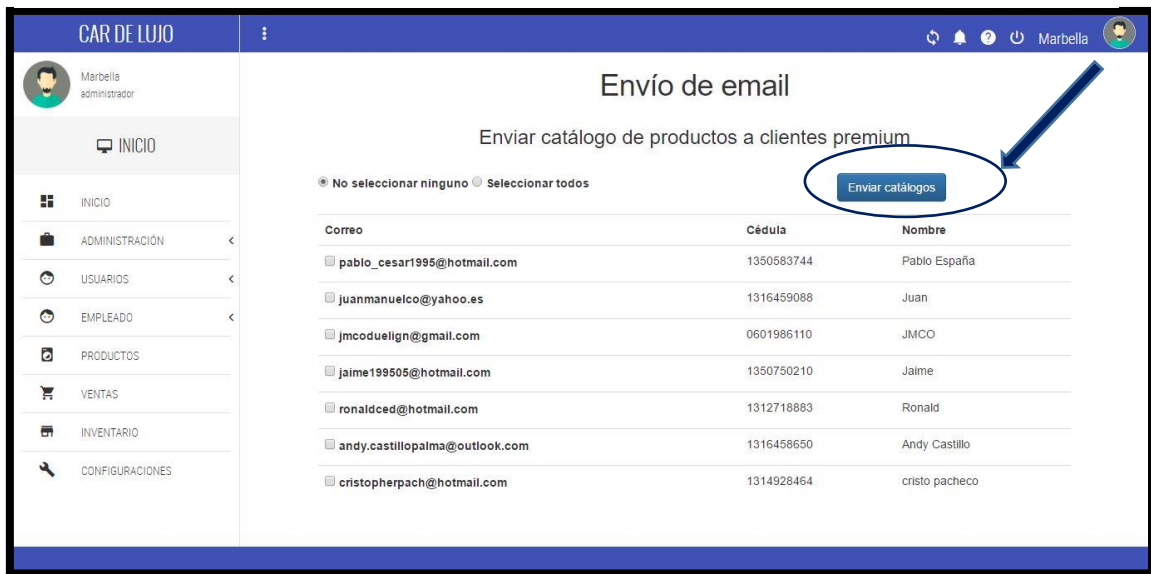 CAR DE LUJO
Marbella
Marbella
administrador
INICIO
INICIO
ADMINISTRACIÓN
USUARIOS
EMPLEADO
PRODUCTOS
VENTAS
INVENTARIO
CONFIGURACIONES
Envío de email
Enviar catálogo de productos a clientes premium
No seleccionar ninguno Seleccionar todos
Enviar catálogos
Correo Cédula Nombre
pablo_cesar1995@hotmail.com 1350583744 Pablo España
juanmanuelco@yahoo.es 1316459088 Juan
jmcoduelign@gmail.com 0601986110 JMCO
jaime199505@hotmail.com 1350750210 Jaime
ronaldced@hotmail.com 1312718883 Ronald
andy.castillopalma@outlook.com 1316458650 Andy Castillo
cristopherpach@hotmail.com 1314928464 cristo pacheco